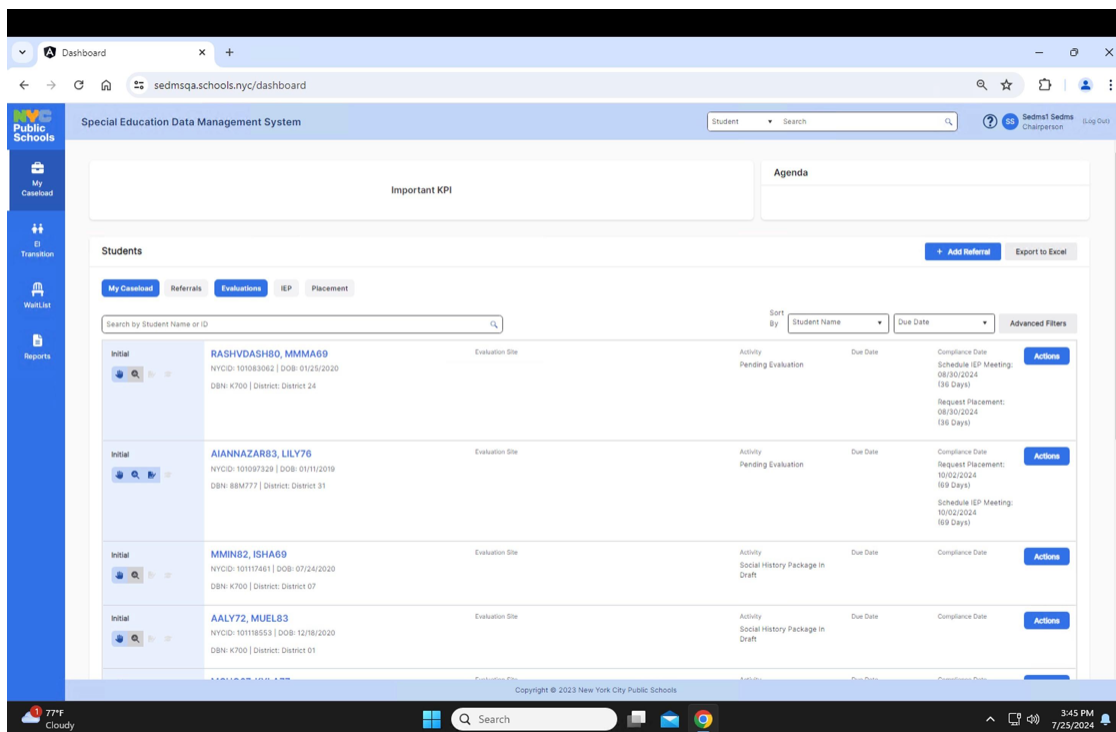 Dashboard
sedmsqa.schools.nyc/dashboard
NYC
Public
Schools
Special Education Data Management System
Student
Search
SS
Sedms1 Sedms
Chairperson
(Log Out)
My
Caseload
EI
Transition
WaitList
Reports
Important KPI
Agenda
Students
+ Add Referral
Export to Excel
My Caseload
Referrals
Evaluations
IEP
Placement
Search by Student Name or ID
Sort
By
Student Name
Due Date
Advanced Filters
Initial
RASHVDASH80, MMMA69
NYCID: 101083062 | DOB: 01/25/2020
DBN: K700 | District: District 24
Evaluation Site
Activity
Pending Evaluation
Due Date
Compliance Date
Schedule IEP Meeting:
08/30/2024
(36 Days)
Request Placement:
08/30/2024
(36 Days)
Actions
Initial
AIANNAZAR83, LILY76
NYCID: 101097329 | DOB: 01/11/2019
DBN: 88M777 | District: District 31
Evaluation Site
Activity
Pending Evaluation
Due Date
Compliance Date
Request Placement:
10/02/2024
(69 Days)
Schedule IEP Meeting:
10/02/2024
(69 Days)
Actions
Initial
MMIN82, ISHA69
NYCID: 101117461 | DOB: 07/24/2020
DBN: K700 | District: District 07
Evaluation Site
Activity
Social History Package In
Draft
Due Date
Compliance Date
Actions
Initial
AALY72, MUEL83
NYCID: 101118553 | DOB: 12/18/2020
DBN: K700 | District: District 01
Evaluation Site
Activity
Social History Package In
Draft
Due Date
Compliance Date
Actions
Copyright © 2023 New York City Public Schools
1
77°F
Cloudy
Search
3:45 PM
7/25/2024